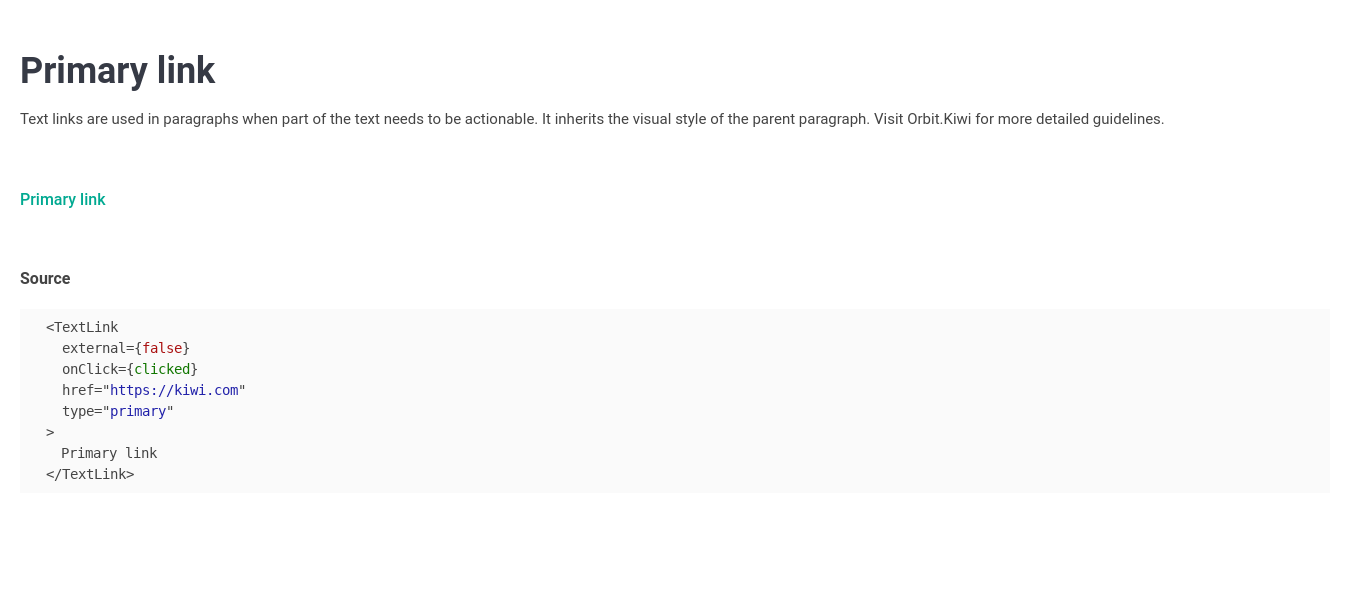 Primary link
Text links are used in paragraphs when part of the text needs to be actionable. It inherits the visual style of the parent paragraph. Visit Orbit.Kiwi for more detailed guidelines.
Primary link
Source
<TextLink
  external={false}
  onClick={clicked}
  href="https://kiwi.com"
  type="primary"
>
  Primary link
</TextLink>